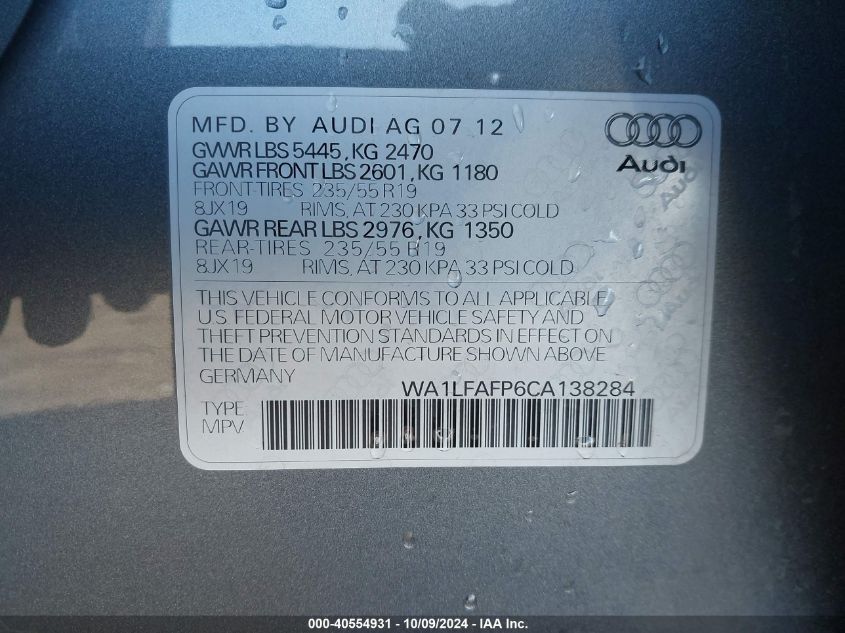 MFD. BY AUDI AG 07 12
GVWR LBS 5445, KG 2470
GAWR FRONT LBS 2601, KG 1180
FRONT-TIRES 235/55 R19
8JX19 RIMS, AT 230 KPA 33 PSI COLD
GAWR REAR LBS 2976, KG 1350
REAR-TIRES 235/55 R19
8JX19 RIMS, AT 230 KPA 33 PSI COLD
Audi
THIS VEHICLE CONFORMS TO ALL APPLICABLE
U.S. FEDERAL MOTOR VEHICLE SAFETY AND
THEFT PREVENTION STANDARDS IN EFFECT ON
THE DATE OF MANUFACTURE SHOWN ABOVE
GERMANY WA1LFAFP6CA138284
TYPE
MPV
000-40554931 - 10/09/2024 - IAA Inc.